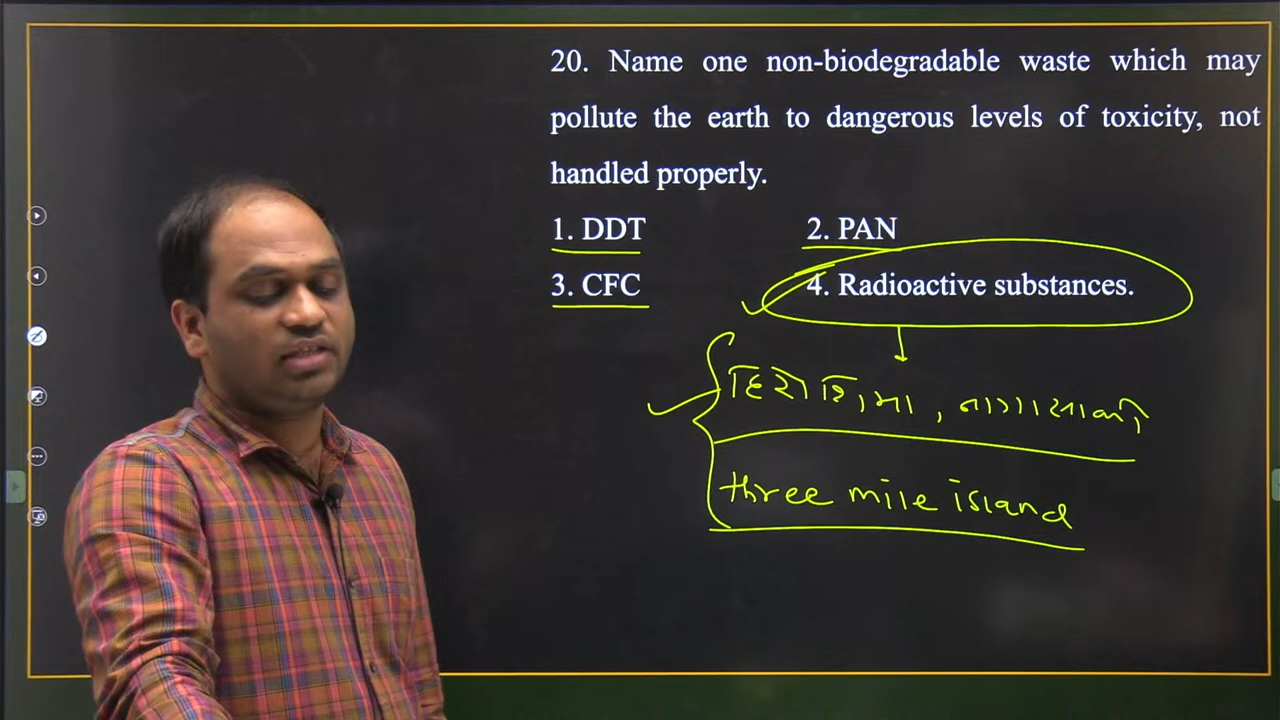 20. Name one non-biodegradable waste which may
pollute the earth to dangerous levels of toxicity, not
handled properly.
1. DDT 2. PAN
3. CFC 4. Radioactive substances.
હિરોશિમા, નાગાસાકી
three mile island